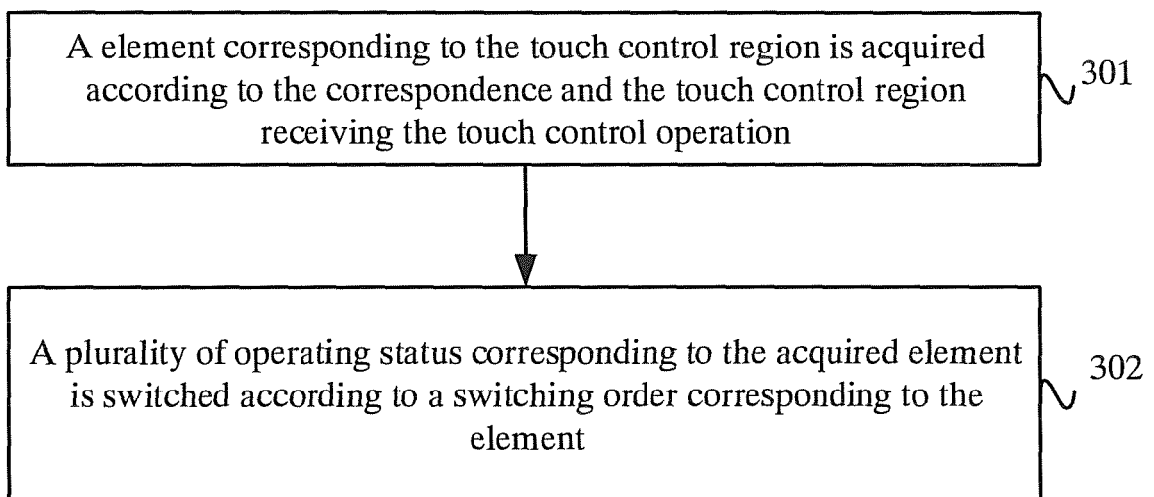 A element corresponding to the touch control region is acquired
according to the correspondence and the touch control region
receiving the touch control operation
301
A plurality of operating status corresponding to the acquired element
is switched according to a switching order corresponding to the
element
302